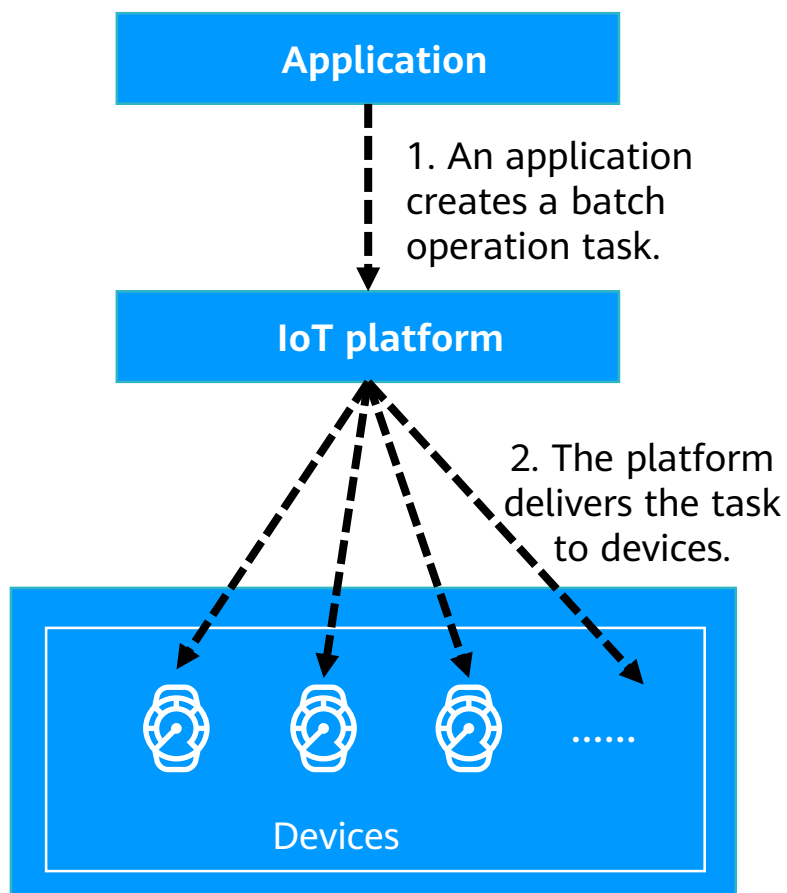 Application
1. An application
creates a batch
operation task.
IoT platform
2. The platform
delivers the task
to devices.
......
Devices